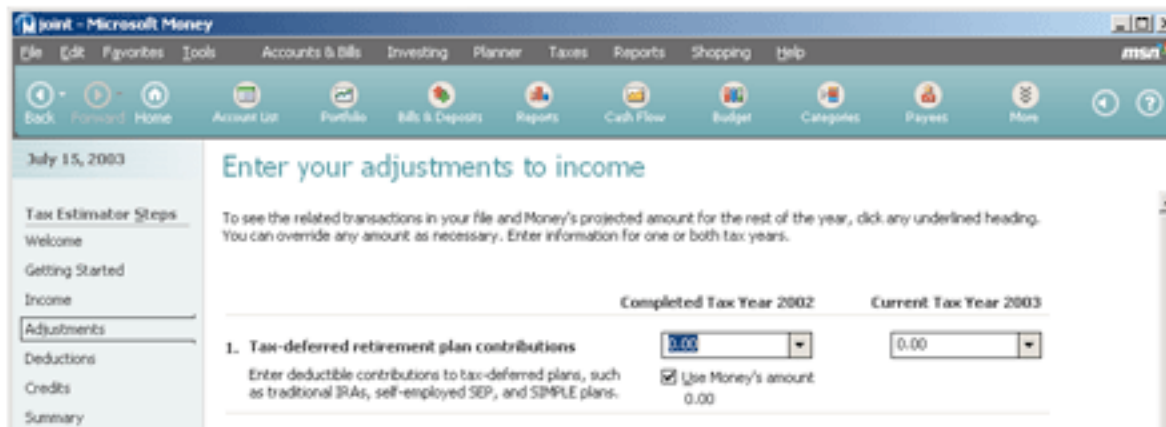 joint - Microsoft Money
File Edit Favorites Tools Accounts & Bills Investing Planner Taxes Reports Shopping Help msn
Back Forward Home Account List Portfolio Bills & Deposits Reports Cash Flow Budget Categories Payees More
July 15, 2003
Enter your adjustments to income
Tax Estimator Steps
To see the related transactions in your file and Money's projected amount for the rest of the year, click any underlined heading.
You can override any amount as necessary. Enter information for one or both tax years.
Welcome
Getting Started
Income
Completed Tax Year 2002 Current Tax Year 2003
Adjustments
1. Tax-deferred retirement plan contributions 0.00 0.00
Deductions
Enter deductible contributions to tax-deferred plans, such
as traditional IRAs, self-employed SEP, and SIMPLE plans.
Use Money's amount
0.00
Credits
Summary